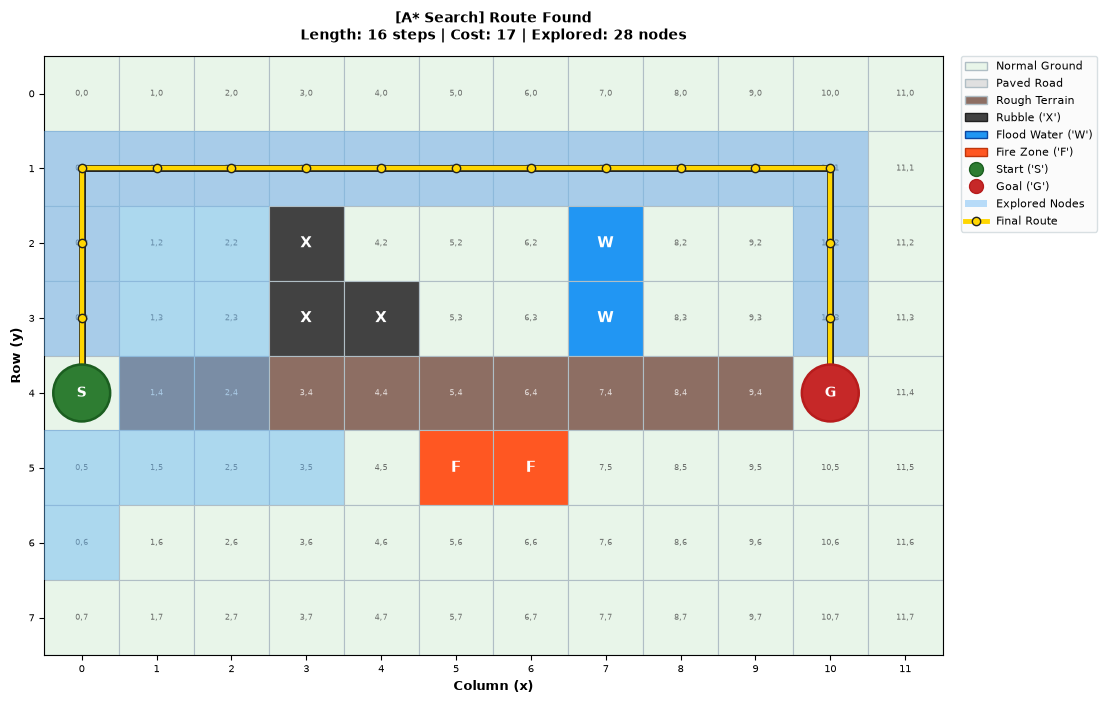 [A* Search] Route Found
Length: 16 steps | Cost: 17 | Explored: 28 nodes
Row (y)
0
0,0 1,0 2,0 3,0 4,0 5,0 6,0 7,0 8,0 9,0 10,0 11,0
1
11,1
2
1,2 2,2 X 4,2 5,2 6,2 W 8,2 9,2 11,2
3
1,3 2,3 X X 5,3 6,3 W 8,3 9,3 11,3
4
S 1,4 2,4 3,4 4,4 5,4 6,4 7,4 8,4 9,4 G 11,4
5
0,5 1,5 2,5 3,5 4,5 F F 7,5 8,5 9,5 10,5 11,5
6
0,6 1,6 2,6 3,6 4,6 5,6 6,6 7,6 8,6 9,6 10,6 11,6
7
0,7 1,7 2,7 3,7 4,7 5,7 6,7 7,7 8,7 9,7 10,7 11,7
0 1 2 3 4 5 6 7 8 9 10 11
Column (x)
Normal Ground
Paved Road
Rough Terrain
Rubble ('X')
Flood Water ('W')
Fire Zone ('F')
Start ('S')
Goal ('G')
Explored Nodes
Final Route